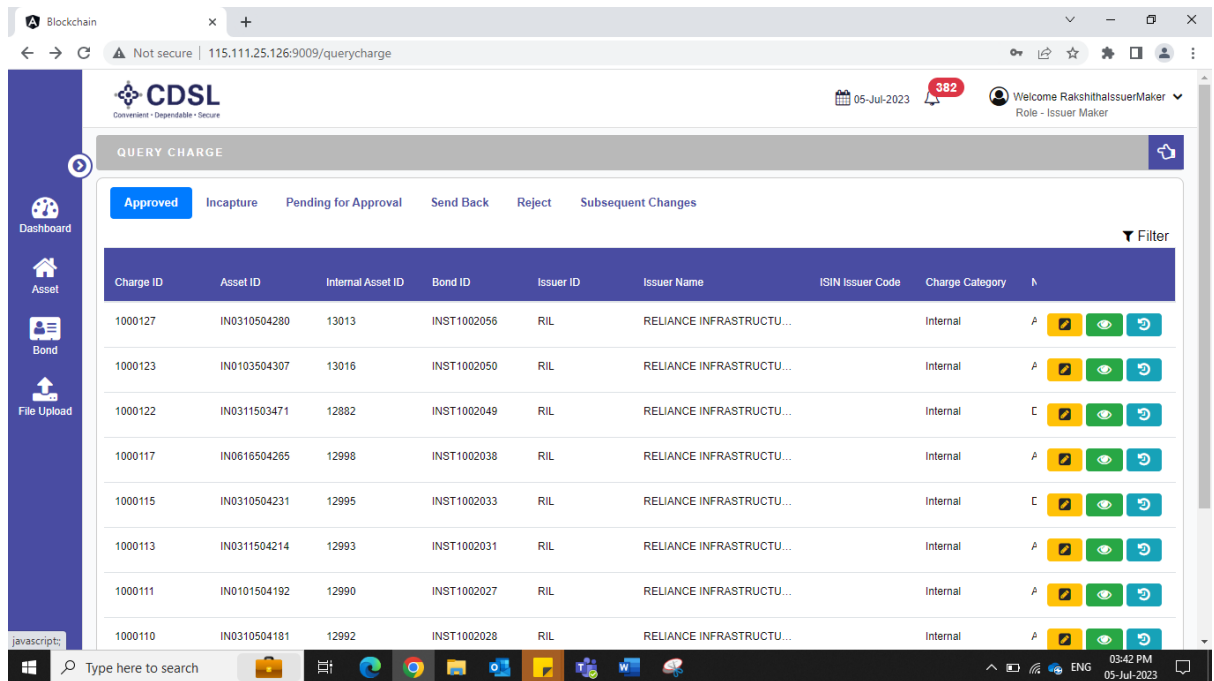 Blockchain
Not secure | 115.111.25.126:9009/querycharge
CDSL
Convenient • Dependable • Secure
05-Jul-2023
382
Welcome RakshithaIssuerMaker
Role - Issuer Maker
QUERY CHARGE
Approved Incapture Pending for Approval Send Back Reject Subsequent Changes
Filter
Dashboard
Asset
Bond
File Upload
Charge ID Asset ID Internal Asset ID Bond ID Issuer ID Issuer Name ISIN Issuer Code Charge Category
1000127 IN0310504280 13013 INST1002056 RIL RELIANCE INFRASTRUCTU... Internal A
1000123 IN0103504307 13016 INST1002050 RIL RELIANCE INFRASTRUCTU... Internal A
1000122 IN0311503471 12882 INST1002049 RIL RELIANCE INFRASTRUCTU... Internal
1000117 IN0616504265 12998 INST1002038 RIL RELIANCE INFRASTRUCTU... Internal A
1000115 IN0310504231 12995 INST1002033 RIL RELIANCE INFRASTRUCTU... Internal
1000113 IN0311504214 12993 INST1002031 RIL RELIANCE INFRASTRUCTU... Internal A
1000111 IN0101504192 12990 INST1002027 RIL RELIANCE INFRASTRUCTU... Internal A
1000110 IN0310504181 12992 INST1002028 RIL RELIANCE INFRASTRUCTU... Internal A
javascript:;
Type here to search
ENG
03:42 PM
05-Jul-2023